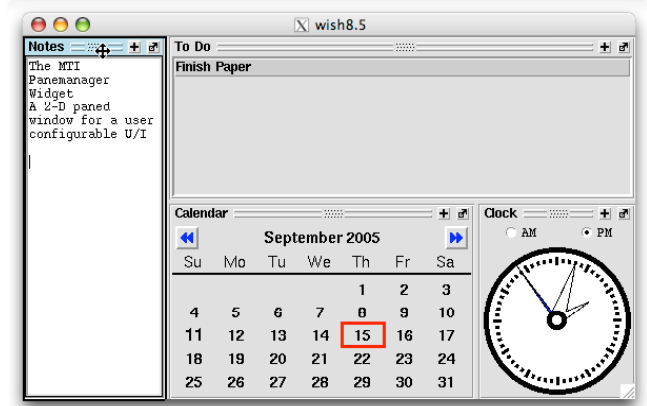 wish8.5
Notes
To Do
The MTI
Panemanager
Widget
A 2-D paned
window for a user
configurable U/I
Finish Paper
Calendar
September 2005
Su Mo Tu We Th Fr Sa
1 2 3
4 5 6 7 8 9 10
11 12 13 14 15 16 17
18 19 20 21 22 23 24
25 26 27 28 29 30 31
Clock
AM PM